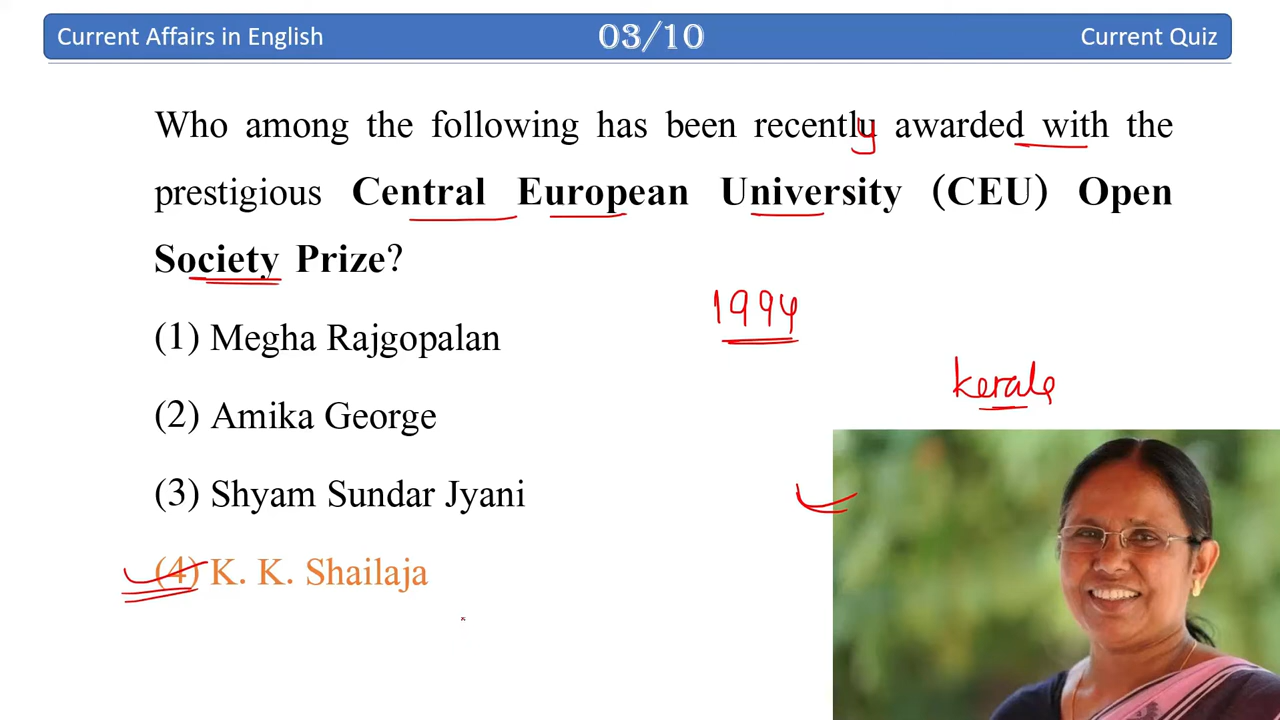 Current Affairs in English 03/10 Current Quiz
Who among the following has been recently awarded with the
prestigious Central European University (CEU) Open
Society Prize?
1994
(1) Megha Rajgopalan
kerale
(2) Amika George
(3) Shyam Sundar Jyani
(4) K. K. Shailaja